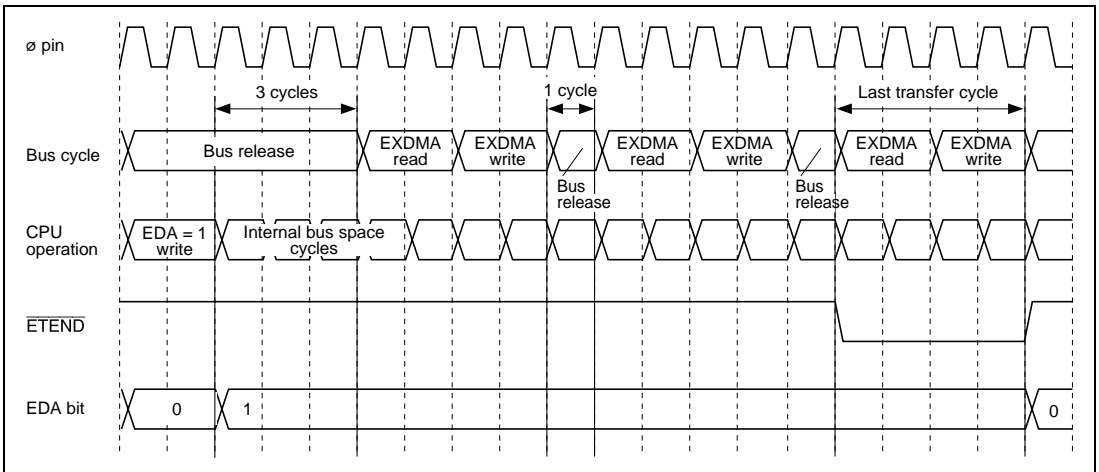 ø pin
3 cycles
1 cycle
Last transfer cycle
Bus cycle
Bus release
EXDMA
read
EXDMA
write
Bus
release
EXDMA
read
EXDMA
write
Bus
release
EXDMA
read
EXDMA
write
CPU
operation
EDA = 1
write
Internal bus space
cycles
ETEND
EDA bit
0
1
0